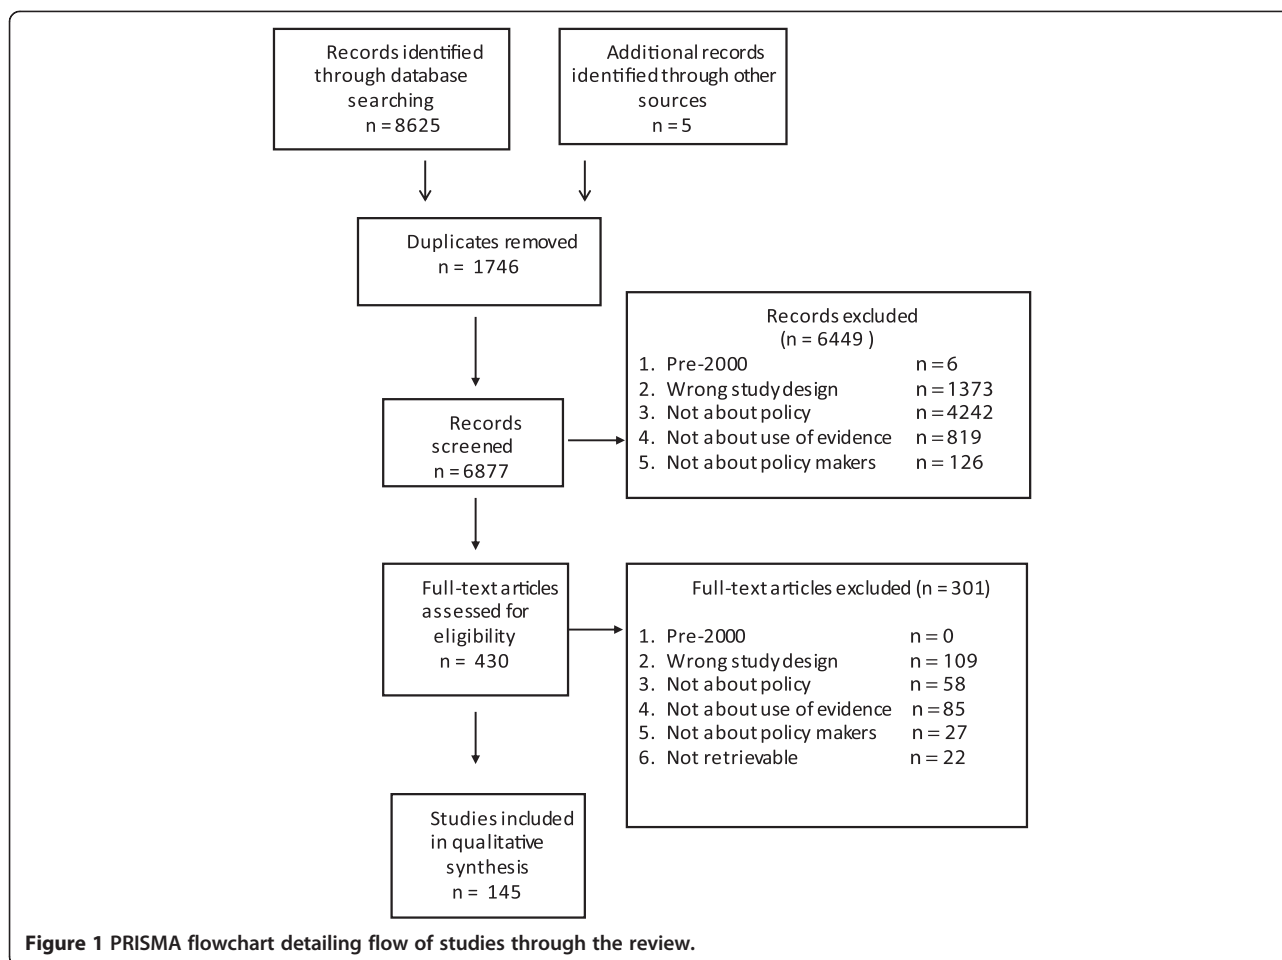 Records identified
through database
searching
n = 8625
Additional records
identified through other
sources
n = 5
Duplicates removed
n = 1746
Records excluded
(n = 6449 )
1. Pre-2000 n = 6
2. Wrong study design n = 1373
3. Not about policy n = 4242
4. Not about use of evidence n = 819
5. Not about policy makers n = 126
Records
screened
n = 6877
Full-text articles
assessed for
eligibility
n = 430
Full-text articles excluded (n = 301)
1. Pre-2000 n = 0
2. Wrong study design n = 109
3. Not about policy n = 58
4. Not about use of evidence n = 85
5. Not about policy makers n = 27
6. Not retrievable n = 22
Studies included
in qualitative
synthesis
n = 145
Figure 1 PRISMA flowchart detailing flow of studies through the review.